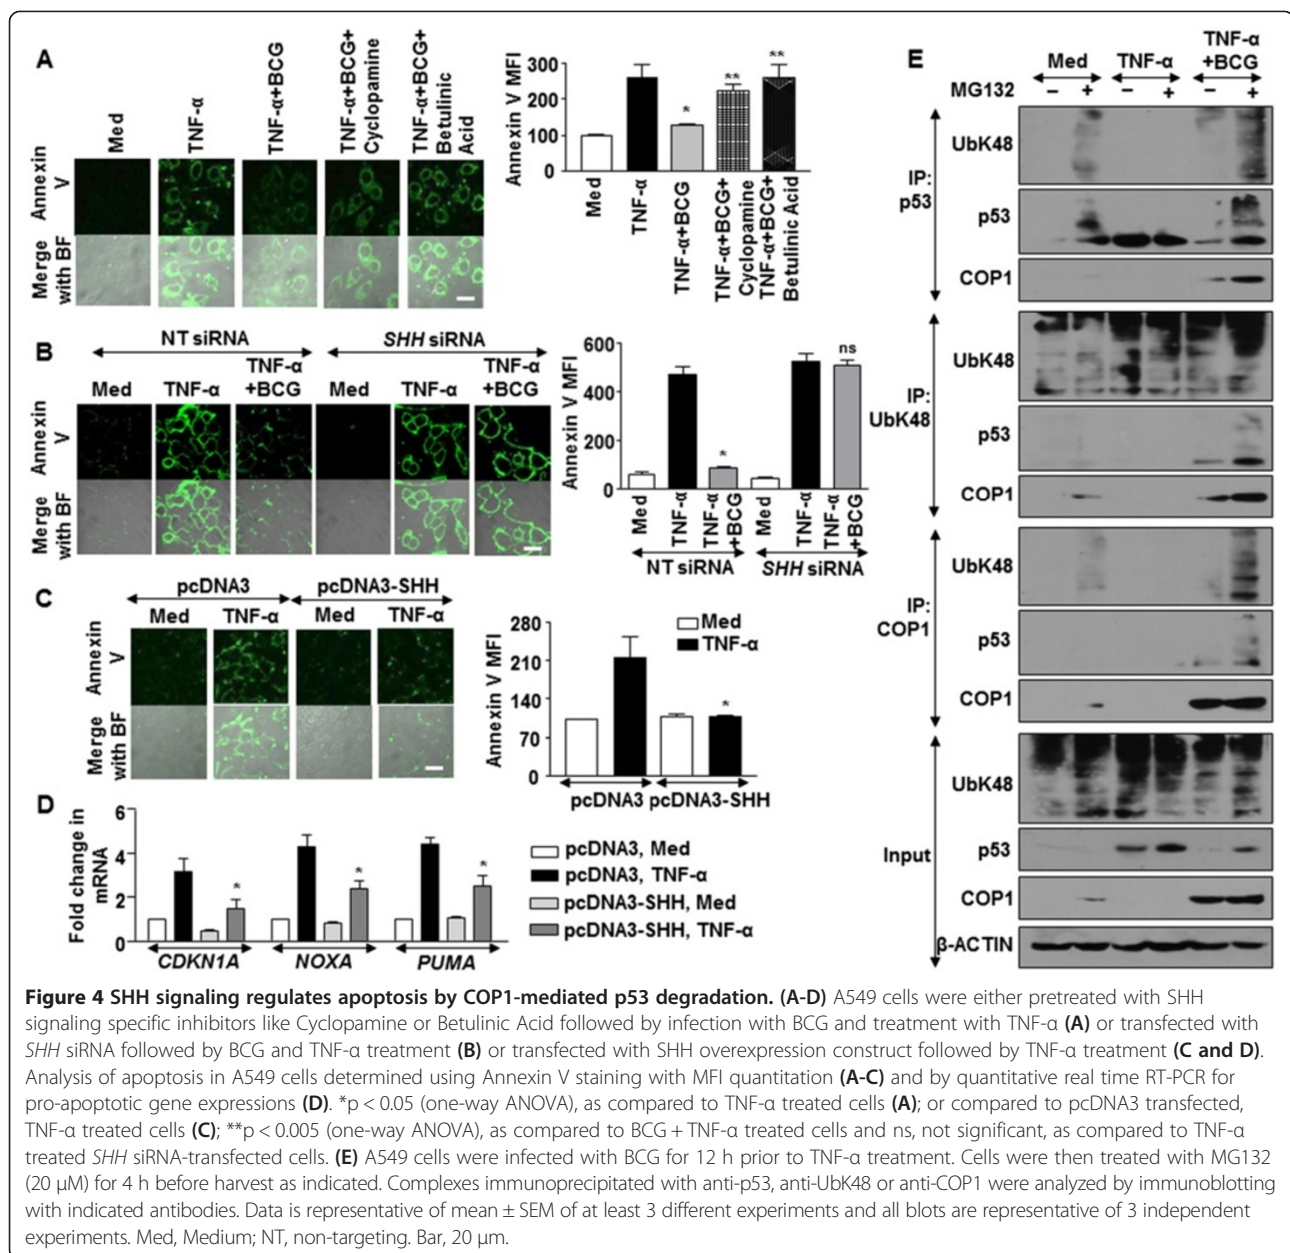 A
Med
TNF-α
TNF-α+BCG
TNF-α+BCG+
Cyclopamine
TNF-α+BCG+
Betulinic
Acid
Annexin
V
Merge
with BF
Annexin V MFI
300
200
100
0
*
**
**
Med
TNF-α
TNF-α+BCG
TNF-α+BCG+
Cyclopamine
TNF-α+BCG+
Betulinic Acid
B
NT siRNA
SHH siRNA
Med
TNF-α
TNF-α
+BCG
Med
TNF-α
TNF-α
+BCG
Annexin
V
Merge
with BF
Annexin V MFI
600
400
200
0
*
ns
Med
TNF-α
TNF-α
+BCG
Med
TNF-α
TNF-α
+BCG
NT siRNA
SHH siRNA
C
pcDNA3
pcDNA3-SHH
Med
TNF-α
Med
TNF-α
Annexin
V
Merge
with BF
Annexin V MFI
280
210
140
70
0
Med
TNF-α
*
pcDNA3
pcDNA3-SHH
D
Fold change in
mRNA
6
4
2
0
*
*
*
CDKN1A
NOXA
PUMA
pcDNA3, Med
pcDNA3, TNF-α
pcDNA3-SHH, Med
pcDNA3-SHH, TNF-α
E
Med
TNF-α
TNF-α
+BCG
MG132
−
+
−
+
−
+
IP:
p53
UbK48
p53
COP1
IP:
UbK48
UbK48
p53
COP1
IP:
COP1
UbK48
p53
COP1
Input
UbK48
p53
COP1
β-ACTIN
Figure 4 SHH signaling regulates apoptosis by COP1-mediated p53 degradation. (A-D) A549 cells were either pretreated with SHH
signaling specific inhibitors like Cyclopamine or Betulinic Acid followed by infection with BCG and treatment with TNF-α (A) or transfected with
SHH siRNA followed by BCG and TNF-α treatment (B) or transfected with SHH overexpression construct followed by TNF-α treatment (C and D).
Analysis of apoptosis in A549 cells determined using Annexin V staining with MFI quantitation (A-C) and by quantitative real time RT-PCR for
pro-apoptotic gene expressions (D). *p < 0.05 (one-way ANOVA), as compared to TNF-α treated cells (A); or compared to pcDNA3 transfected,
TNF-α treated cells (C); **p < 0.005 (one-way ANOVA), as compared to BCG + TNF-α treated cells and ns, not significant, as compared to TNF-α
treated SHH siRNA-transfected cells. (E) A549 cells were infected with BCG for 12 h prior to TNF-α treatment. Cells were then treated with MG132
(20 μM) for 4 h before harvest as indicated. Complexes immunoprecipitated with anti-p53, anti-UbK48 or anti-COP1 were analyzed by immunoblotting
with indicated antibodies. Data is representative of mean ± SEM of at least 3 different experiments and all blots are representative of 3 independent
experiments. Med, Medium; NT, non-targeting. Bar, 20 μm.